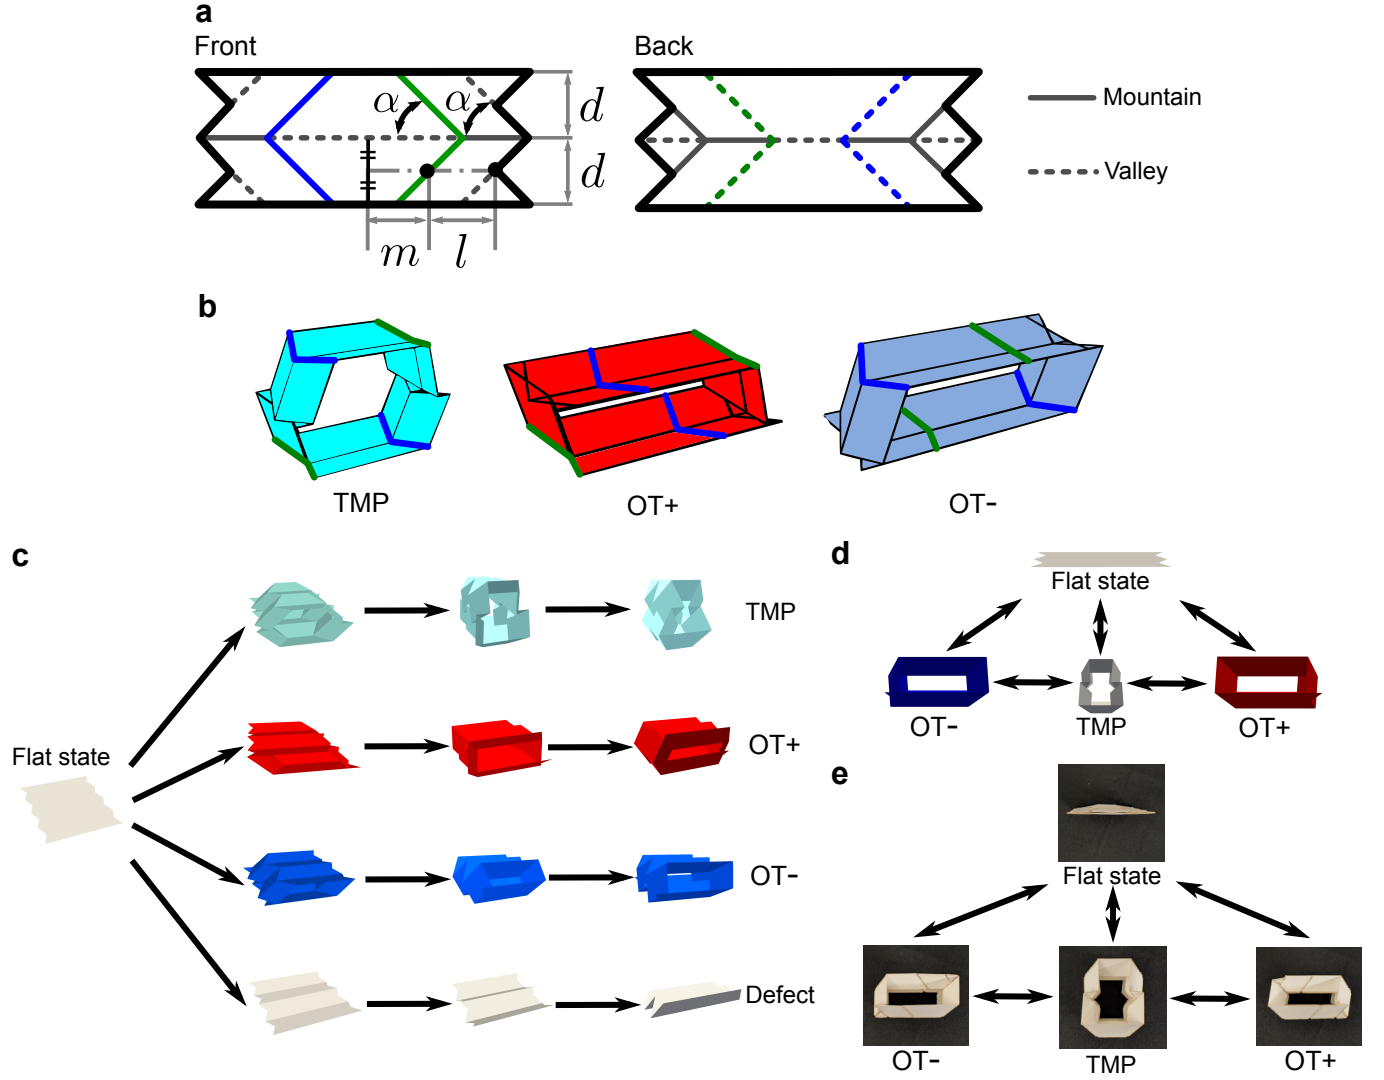 a
Front
Back
α
α
d
d
m
l
Mountain
Valley
b
TMP
OT+
OT-
c
Flat state
TMP
OT+
OT-
Defect
d
Flat state
OT-
TMP
OT+
e
Flat state
OT-
TMP
OT+